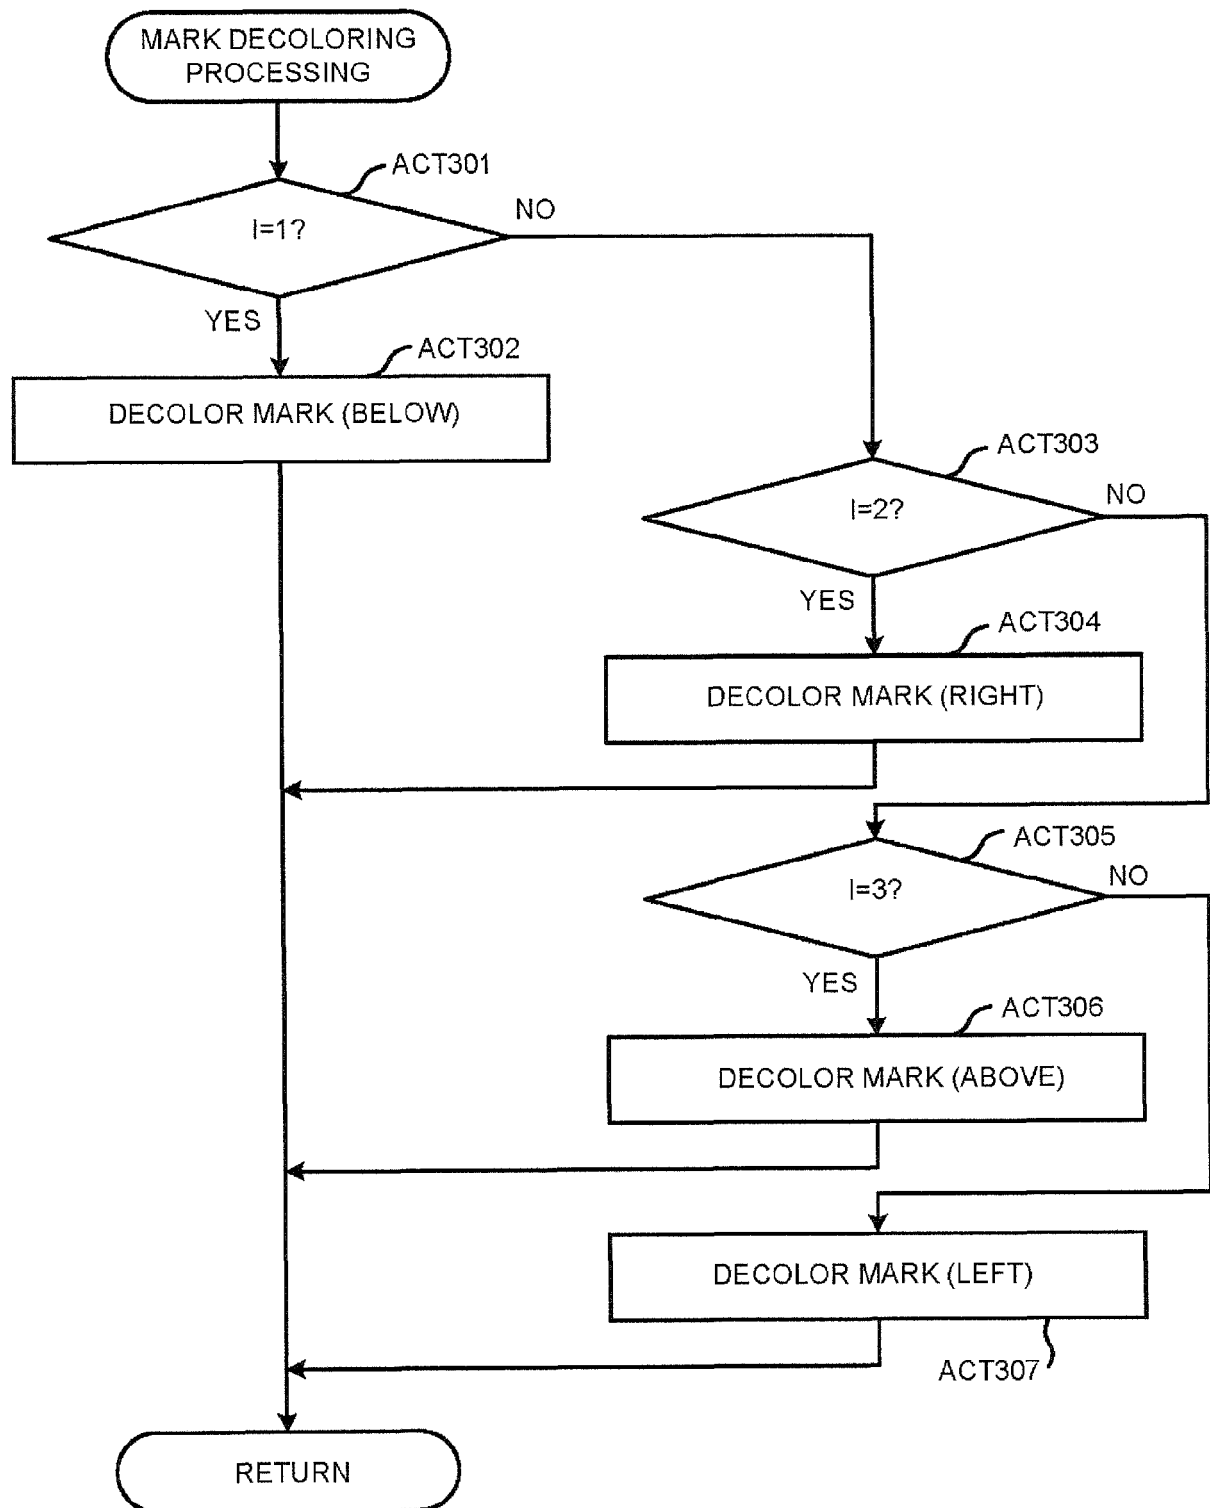 MARK DECOLORING
PROCESSING
ACT301
I=1?
NO
YES
ACT302
DECOLOR MARK (BELOW)
ACT303
I=2?
NO
YES
ACT304
DECOLOR MARK (RIGHT)
ACT305
I=3?
NO
YES
ACT306
DECOLOR MARK (ABOVE)
DECOLOR MARK (LEFT)
ACT307
RETURN